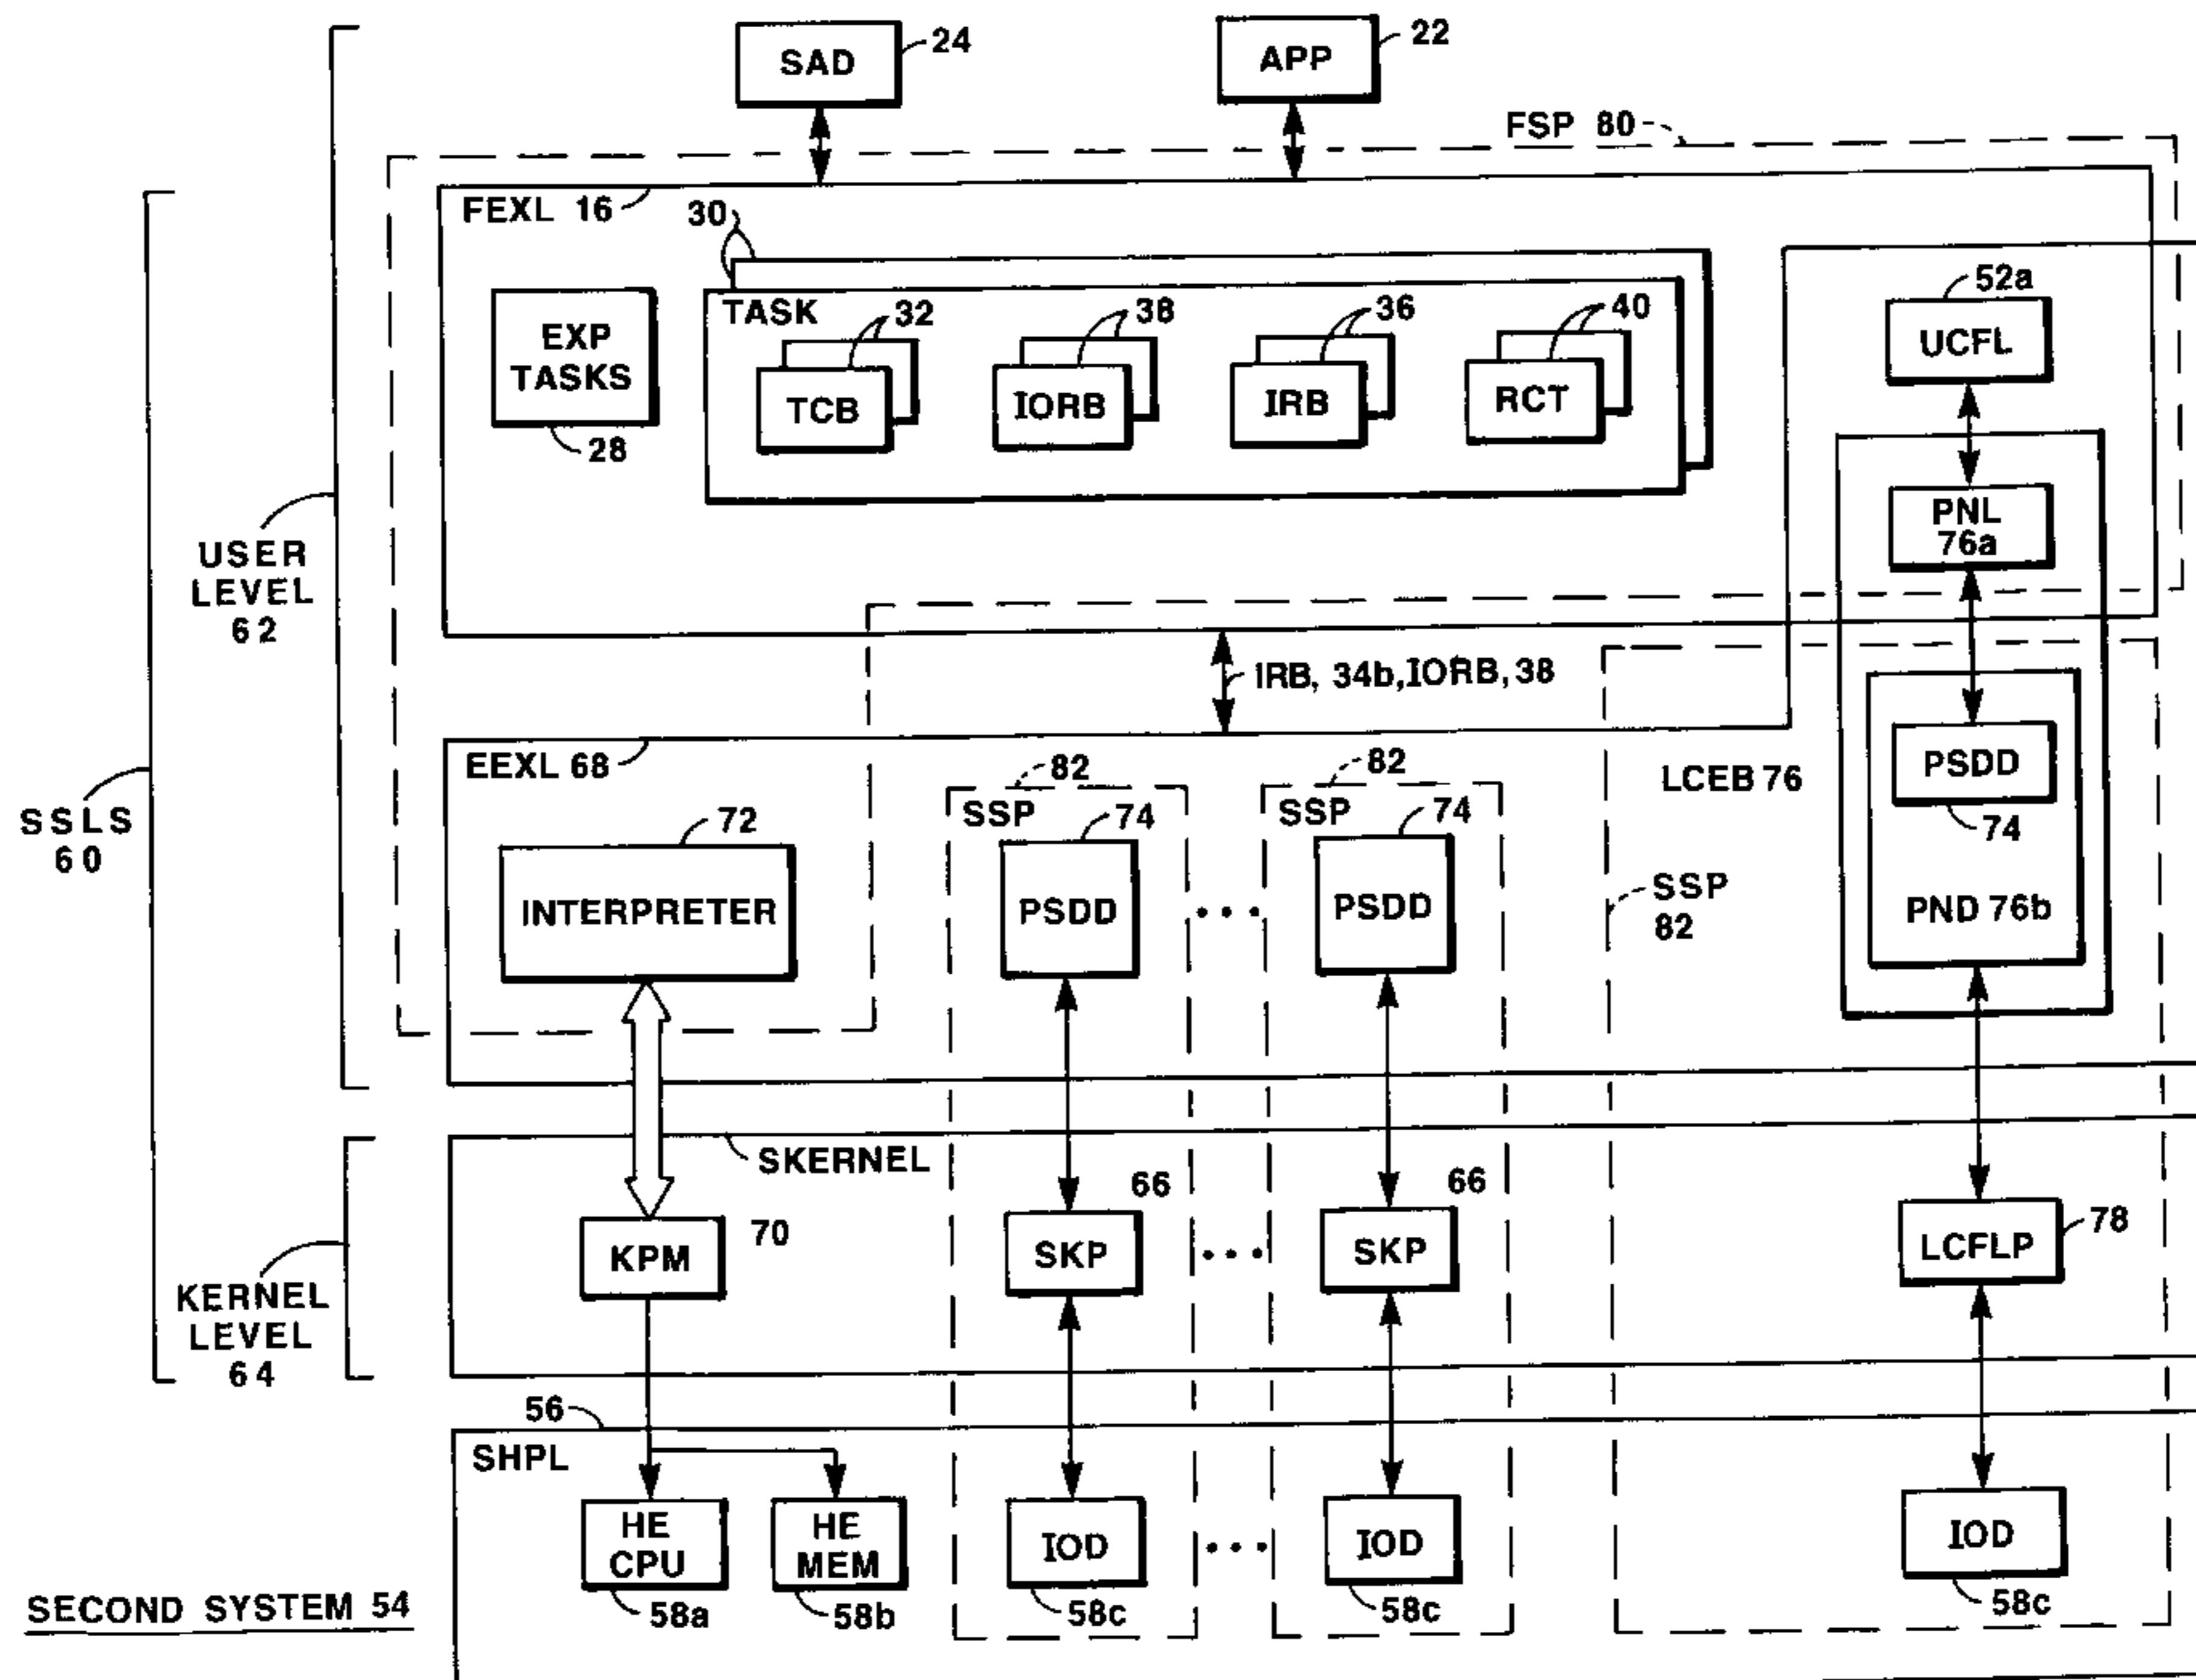 SAD
24
APP
22
FSP 80
FEXL 16
30
52a
UCFL
EXP
TASKS
28
TASK
32
38
36
40
TCB
IORB
IRB
RCT
PNL
76a
USER
LEVEL
62
IRB, 34b,IORB,38
EEXL 68
82
82
LCEB 76
PSDD
74
SSLS
60
72
INTERPRETER
SSP
74
PSDD
SSP
74
PSDD
SSP
82
PND 76b
SKERNEL
KERNEL
LEVEL
64
KPM
70
66
SKP
66
SKP
78
LCFLP
56
SHPL
HE
CPU
58a
HE
MEM
58b
IOD
58c
IOD
58c
IOD
58c
SECOND SYSTEM 54